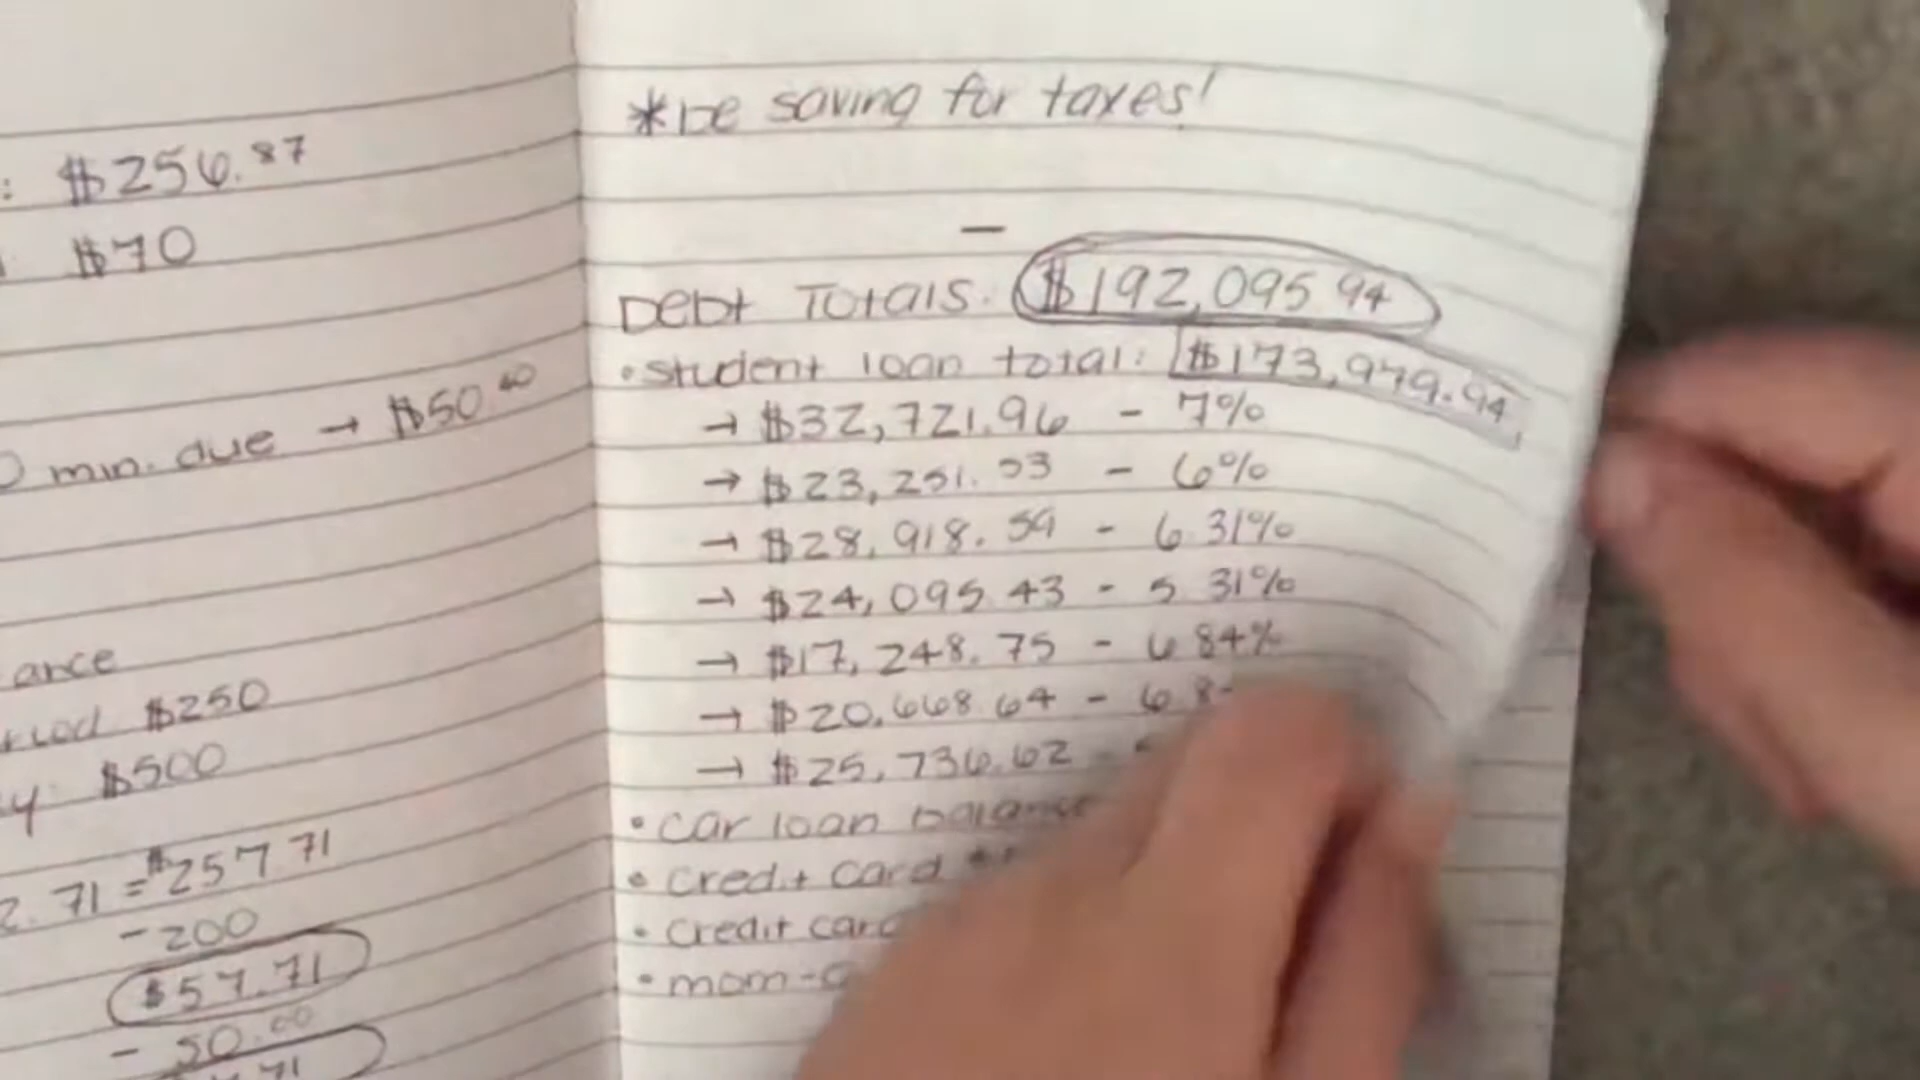 : $256.87
$70
min. due → $50.00
ance
$250
y: $500
2.71 = $257.71
-200
$57.71
- 50.00
71
*be saving for taxes!
—
Debt Totals: $192,095.94
• student loan total: $173,979.94
→ $32,721.96 - 7%
→ $23,251.53 - 6%
→ $28,918.59 - 6.31%
→ $24,095.43 - 5.31%
→ $17,248.75 - 6.84%
→ $20,668.64 - 6.8
→ $25,736.62 -
• car loan balance
• credit card
• credit card
• mom -